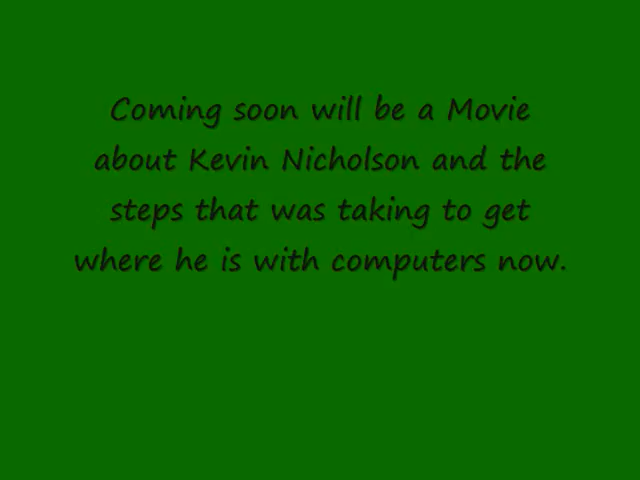 Coming soon will be a Movie
about Kevin Nicholson and the
steps that was taking to get
where he is with computers now.